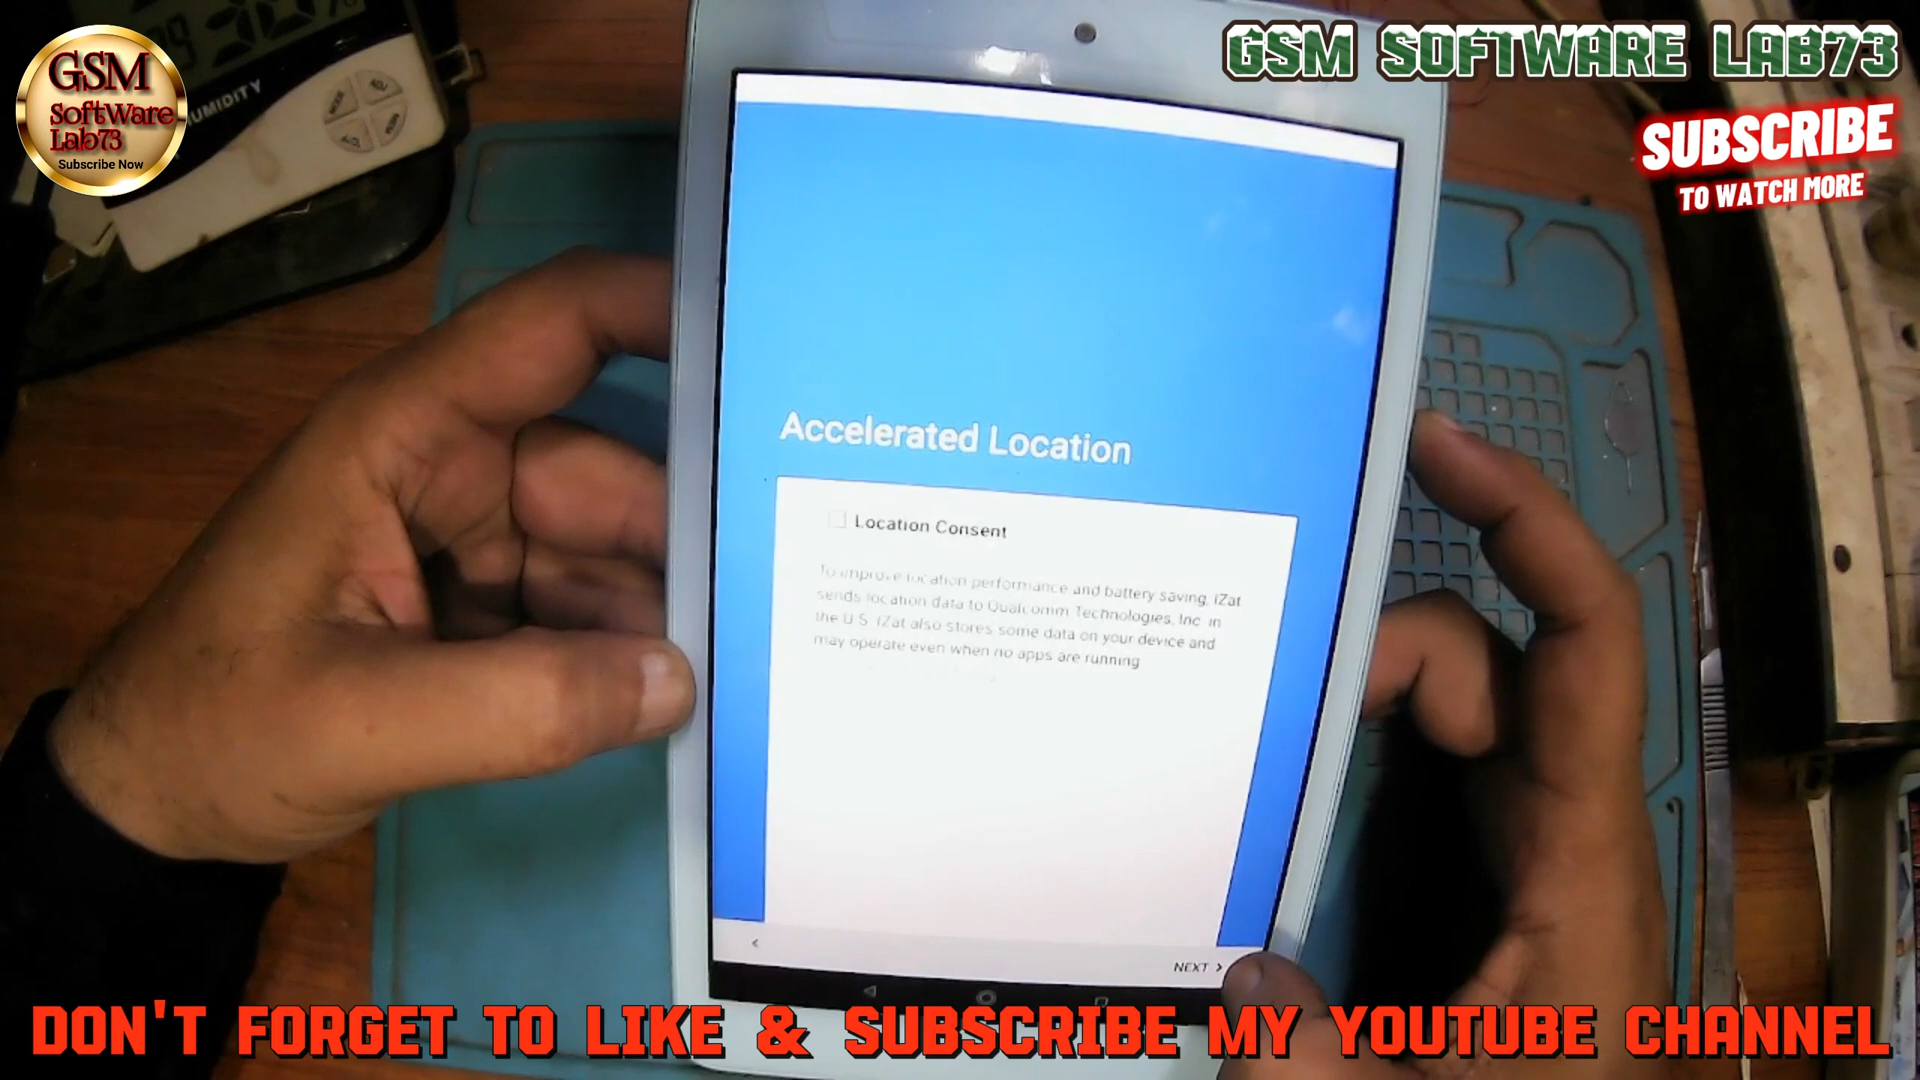 GSM
SoftWare
Lab73
Subscribe Now
UMIDITY
GSM SOFTWARE LAB73
SUBSCRIBE
TO WATCH MORE
Accelerated Location
Location Consent
To improve location performance and battery saving, IZat
sends location data to Qualcomm Technologies, Inc. in
the U.S. IZat also stores some data on your device and
may operate even when no apps are running
NEXT
DON'T FORGET TO LIKE & SUBSCRIBE MY YOUTUBE CHANNEL